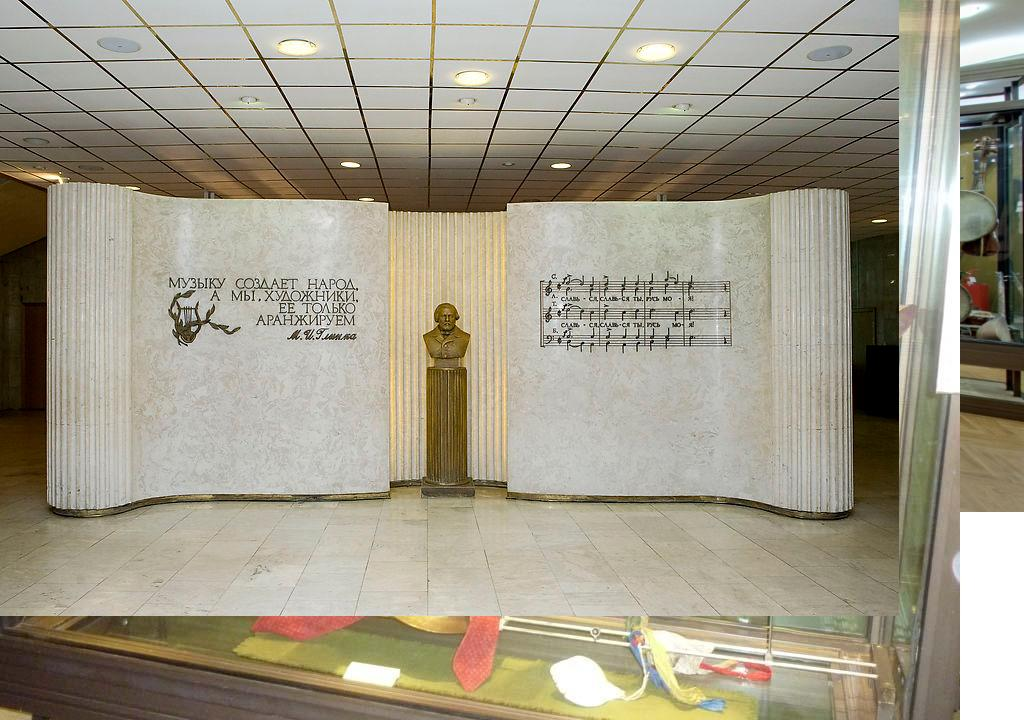 МУЗЫКУ СОЗДАЕТ НАРОД,
А МЫ, ХУДОЖНИКИ,
ЕЕ ТОЛЬКО
АРАНЖИРУЕМ
М. И. Глинка
С.
А.
СЛАВЬ - СЯ, СЛАВЬ-СЯ ТЫ, РУСЬ МО - Я!
Т.
СЛАВЬ - СЯ, СЛАВЬ-СЯ ТЫ, РУСЬ МО - Я!
Б.